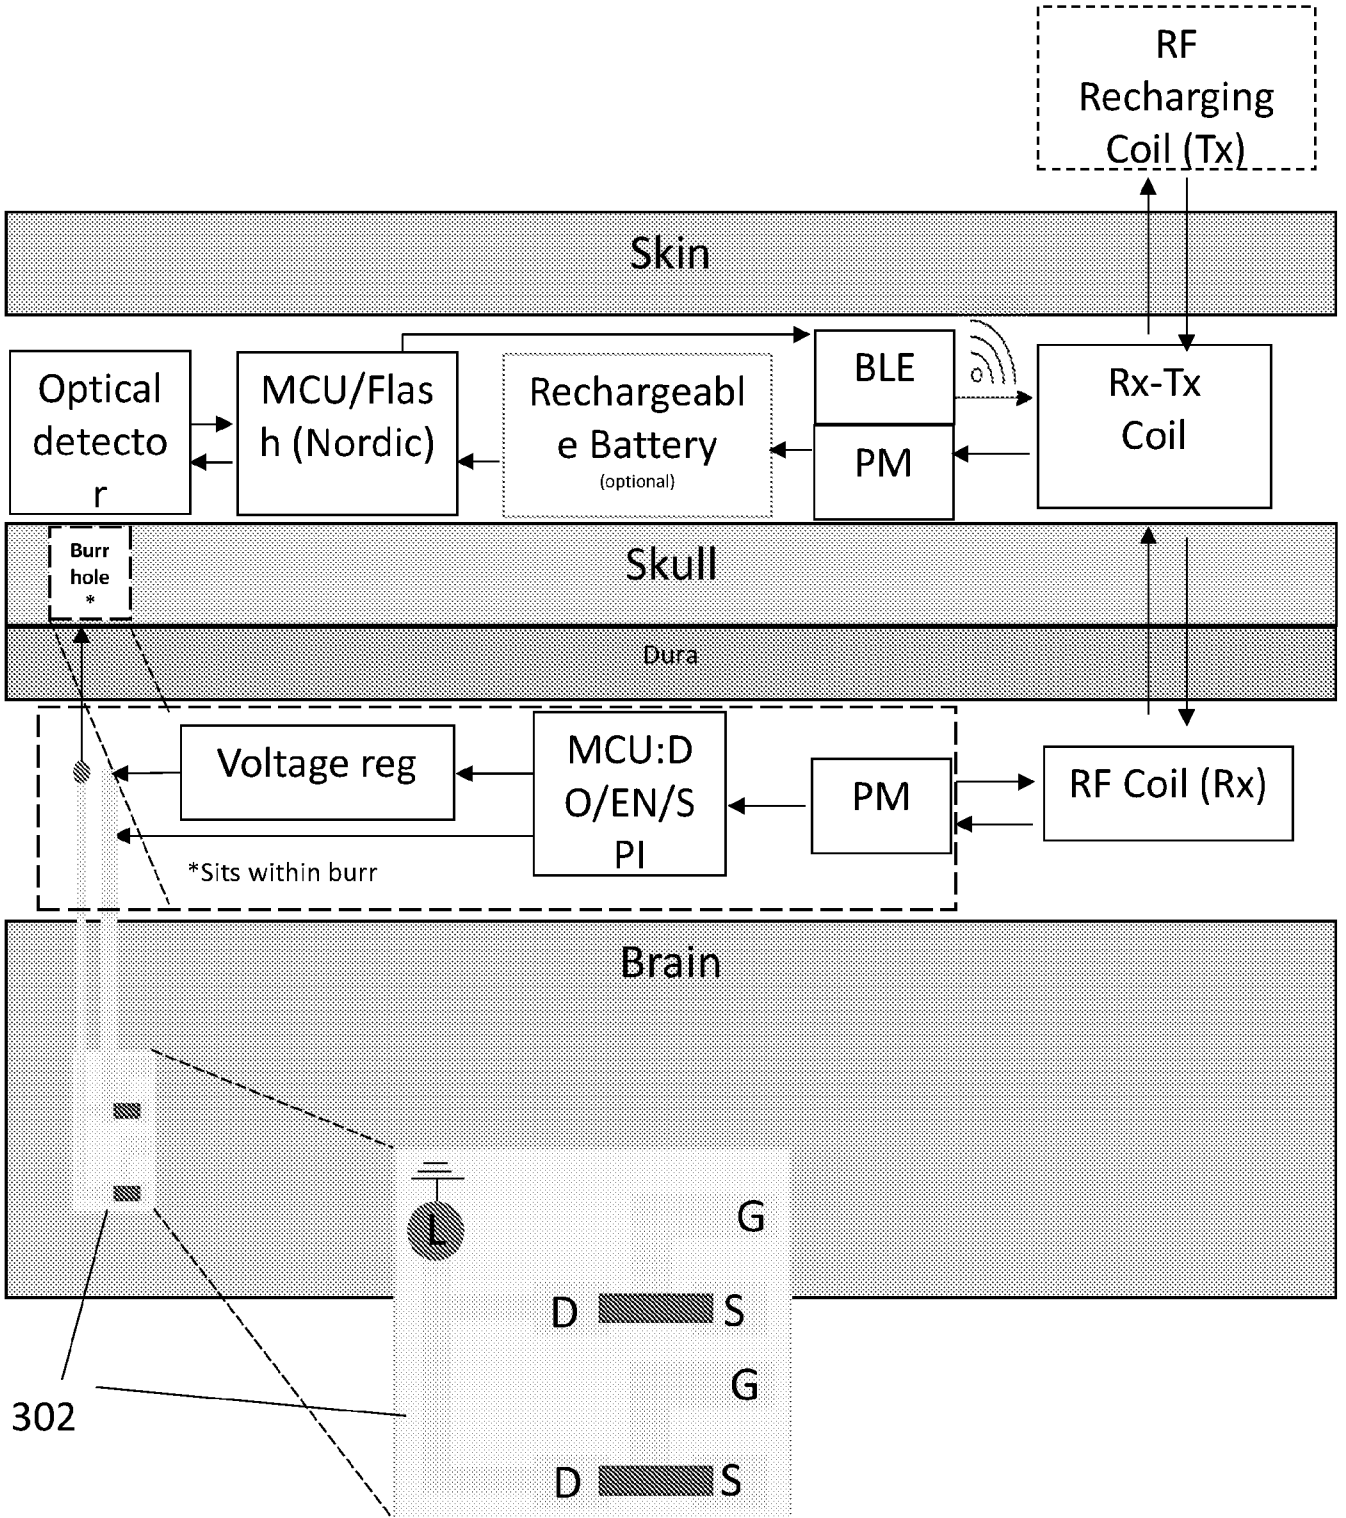 RF
Recharging
Coil (Tx)
Skin
Optical
detecto
r
MCU/Flas
h (Nordic)
Rechargeabl
e Battery
(optional)
BLE
PM
Rx-Tx
Coil
Burr
hole
*
Skull
Dura
Voltage reg
MCU:D
O/EN/S
PI
PM
RF Coil (Rx)
*Sits within burr
Brain
L
G
D
S
G
D
S
302